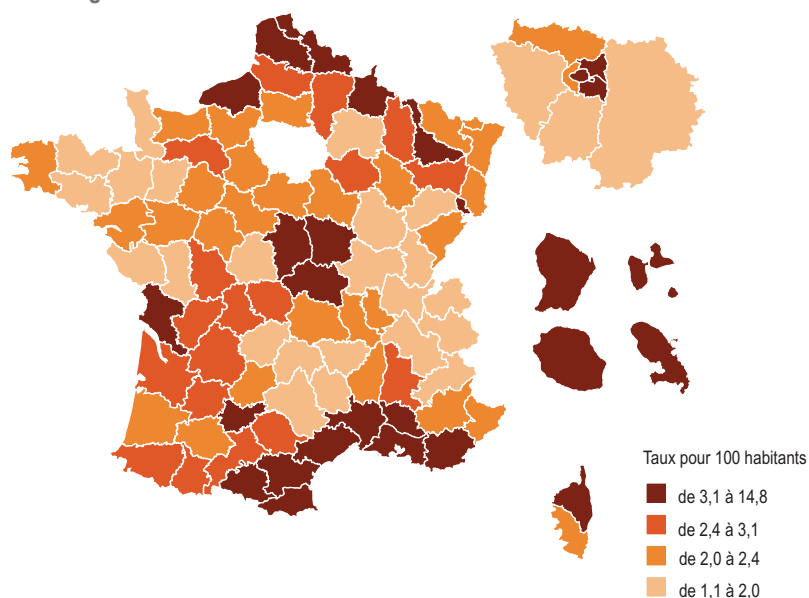 Taux pour 100 habitants
de 3,1 à 14,8
de 2,4 à 3,1
de 2,0 à 2,4
de 1,1 à 2,0